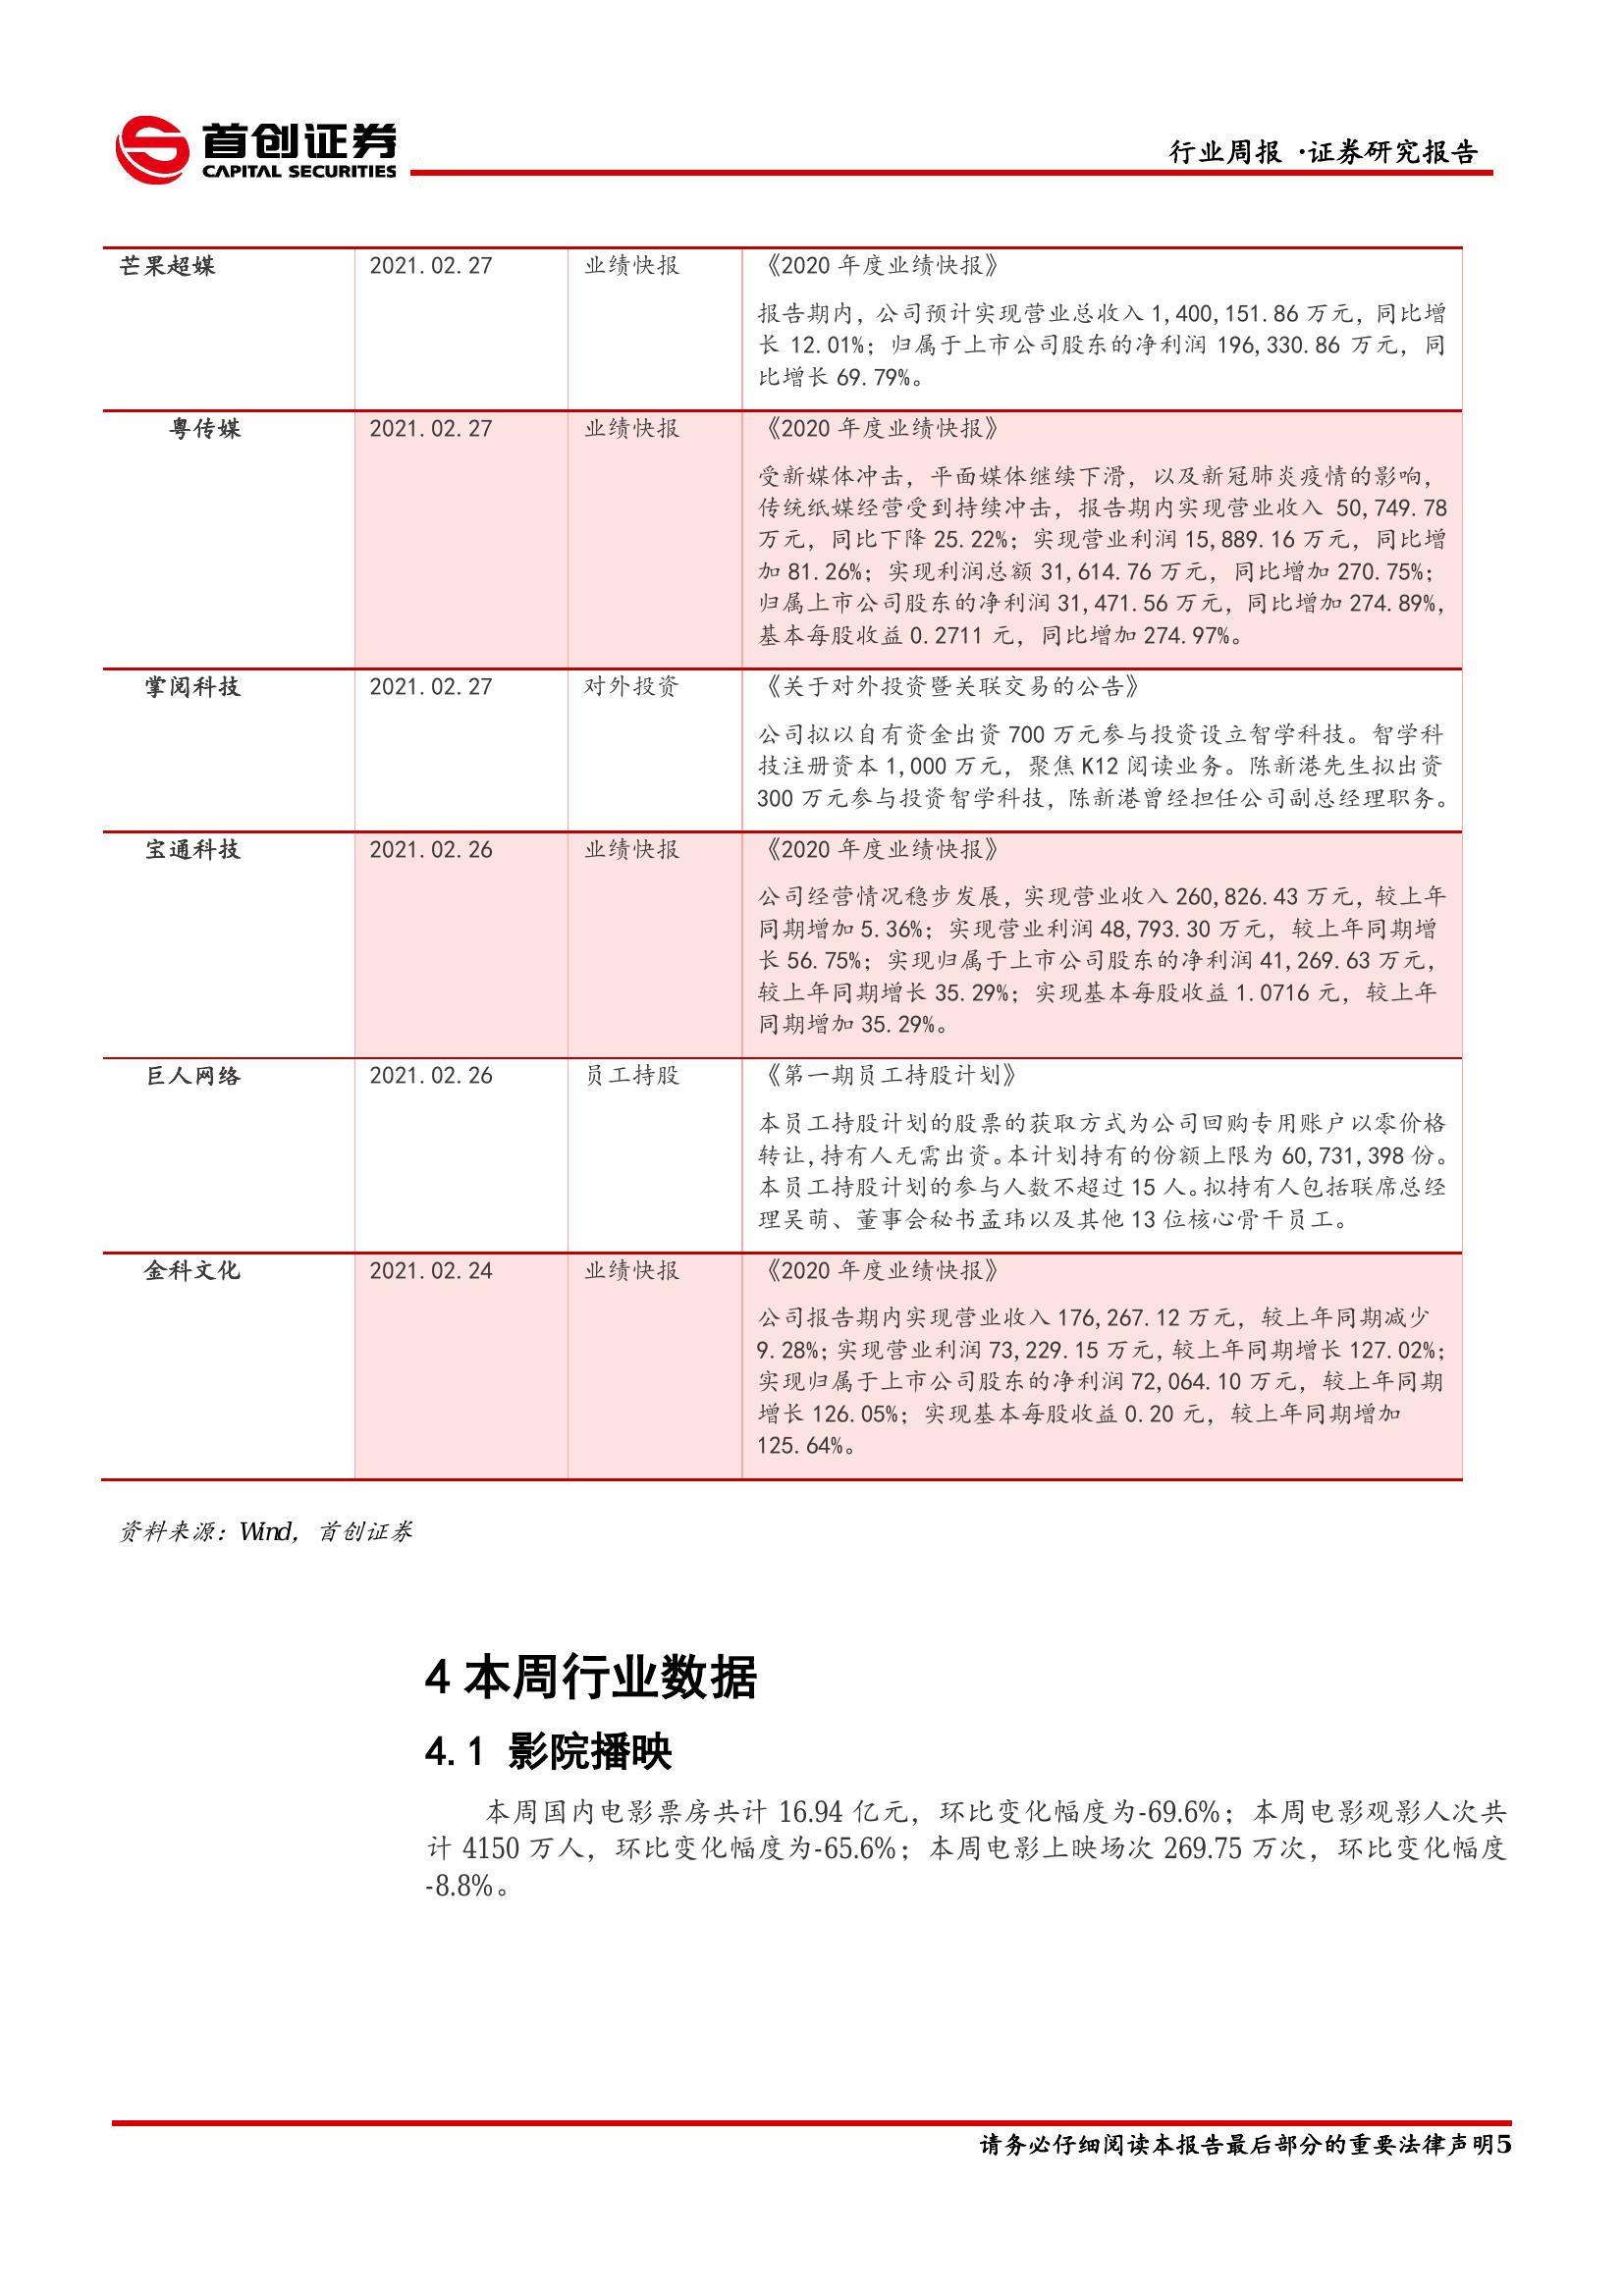 首创证券
CAPITAL SECURITIES
行业周报 ·证券研究报告
芒果超媒 2021.02.27 业绩快报 《2020 年度业绩快报》
报告期内，公司预计实现营业总收入 1,400,151.86 万元，同比增
长 12.01%；归属于上市公司股东的净利润 196,330.86 万元，同
比增长 69.79%。
粤传媒 2021.02.27 业绩快报 《2020 年度业绩快报》
受新媒体冲击，平面媒体继续下滑，以及新冠肺炎疫情的影响，
传统纸媒经营受到持续冲击，报告期内实现营业收入 50,749.78
万元，同比下降 25.22%；实现营业利润 15,889.16 万元，同比增
加 81.26%；实现利润总额 31,614.76 万元，同比增加 270.75%；
归属上市公司股东的净利润 31,471.56 万元，同比增加 274.89%，
基本每股收益 0.2711 元，同比增加 274.97%。
掌阅科技 2021.02.27 对外投资 《关于对外投资暨关联交易的公告》
公司拟以自有资金出资 700 万元参与投资设立智学科技。智学科
技注册资本 1,000 万元，聚焦 K12 阅读业务。陈新港先生拟出资
300 万元参与投资智学科技，陈新港曾经担任公司副总经理职务。
宝通科技 2021.02.26 业绩快报 《2020 年度业绩快报》
公司经营情况稳步发展，实现营业收入 260,826.43 万元，较上年
同期增加 5.36%；实现营业利润 48,793.30 万元，较上年同期增
长 56.75%；实现归属于上市公司股东的净利润 41,269.63 万元，
较上年同期增长 35.29%；实现基本每股收益 1.0716 元，较上年
同期增加 35.29%。
巨人网络 2021.02.26 员工持股 《第一期员工持股计划》
本员工持股计划的股票的获取方式为公司回购专用账户以零价格
转让，持有人无需出资。本计划持有的份额上限为 60,731,398 份。
本员工持股计划的参与人数不超过 15 人。拟持有人包括联席总经
理吴萌、董事会秘书孟玮以及其他 13 位核心骨干员工。
金科文化 2021.02.24 业绩快报 《2020 年度业绩快报》
公司报告期内实现营业收入 176,267.12 万元，较上年同期减少
9.28%；实现营业利润 73,229.15 万元，较上年同期增长 127.02%；
实现归属于上市公司股东的净利润 72,064.10 万元，较上年同期
增长 126.05%；实现基本每股收益 0.20 元，较上年同期增加
125.64%。
资料来源：Wind，首创证券
4 本周行业数据
4.1 影院播映
本周国内电影票房共计 16.94 亿元，环比变化幅度为-69.6%；本周电影观影人次共
计 4150 万人，环比变化幅度为-65.6%；本周电影上映场次 269.75 万次，环比变化幅度
-8.8%。
请务必仔细阅读本报告最后部分的重要法律声明5